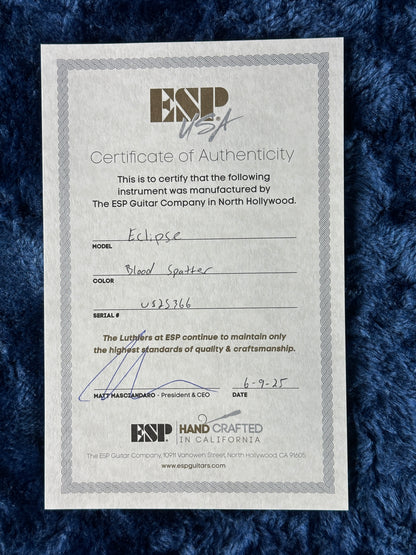 ESP
USA
Certificate of Authenticity
This is to certify that the following
instrument was manufactured by
The ESP Guitar Company in North Hollywood.
Eclipse
MODEL
Blood Spatter
COLOR
US25366
SERIAL #
The Luthiers at ESP continue to maintain only
the highest standards of quality & craftsmanship.
6-9-25
MATT MASCIANDARO - President & CEO DATE
ESP. HAND CRAFTED
IN CALIFORNIA
The ESP Guitar Company, 10911 Vanowen Street, North Hollywood, CA 91605
www.espguitars.com